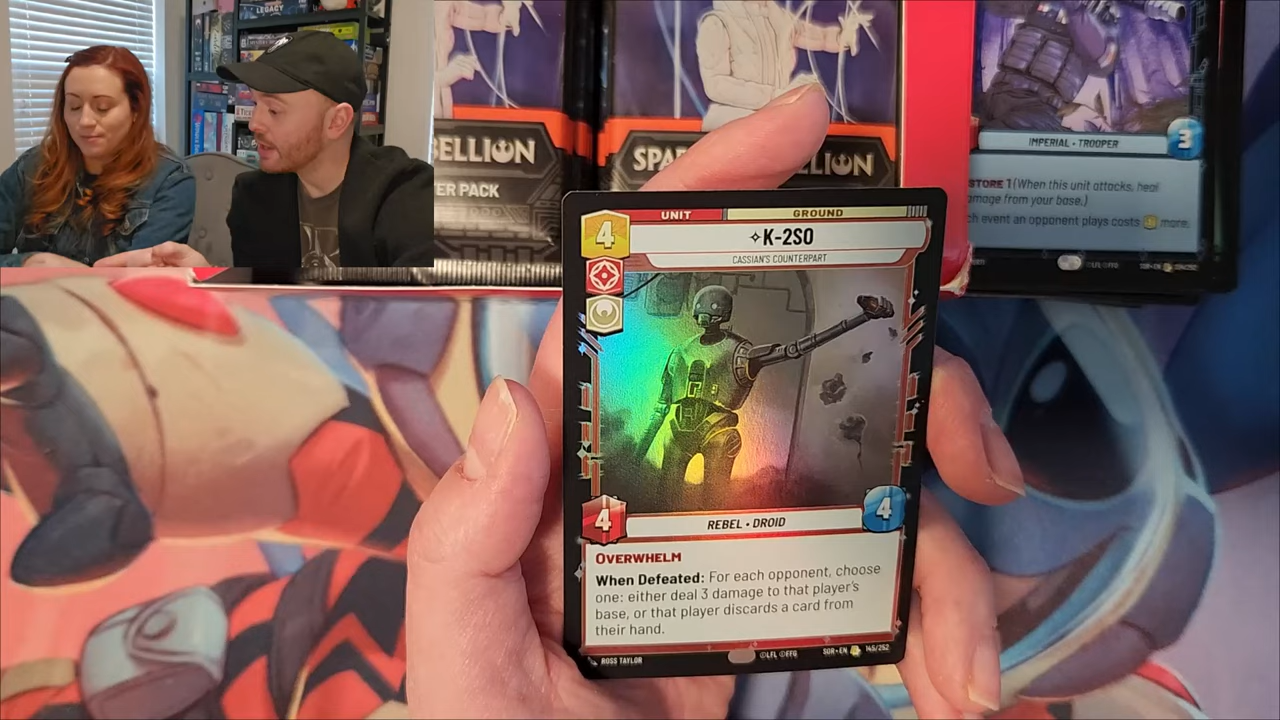 LEGACY
BELLION
ER PACK
SPA
LLION
IMPERIAL • TROOPER
3
STORE 1 (When this unit attacks, heal
amage from your base.)
ch event an opponent plays costs 1 more.
UNIT
GROUND
4
✧K-2SO
CASSIAN'S COUNTERPART
4
REBEL • DROID
4
OVERWHELM
When Defeated: For each opponent, choose
one: either deal 3 damage to that player's
base, or that player discards a card from
their hand.
ROSS TAYLOR
©LFL ©FFG
SOR • EN
145/252